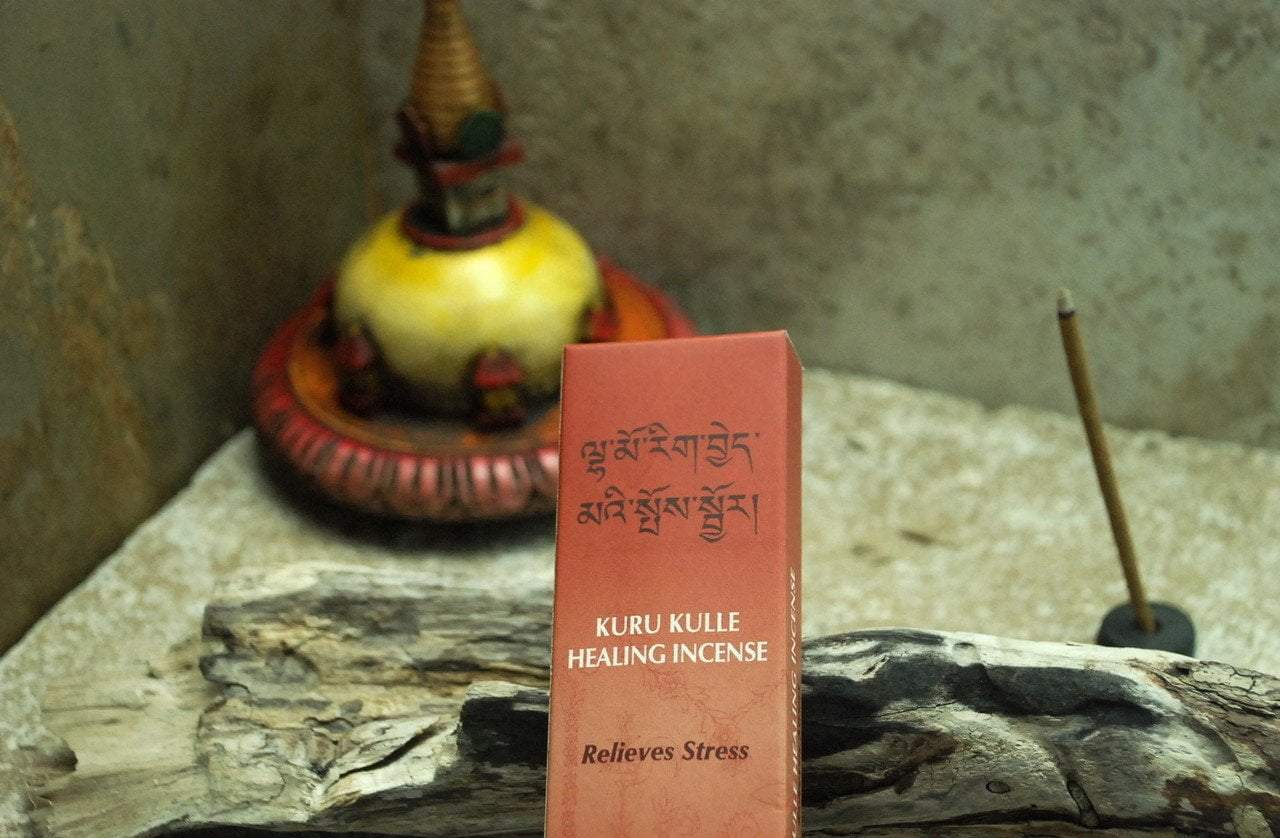 ལྷ་མོ་རིག་བྱེད་
མའི་སྤོས་སྦྱོར།
KURU KULLE
HEALING INCENSE
Relieves Stress
HEALING INCENSE